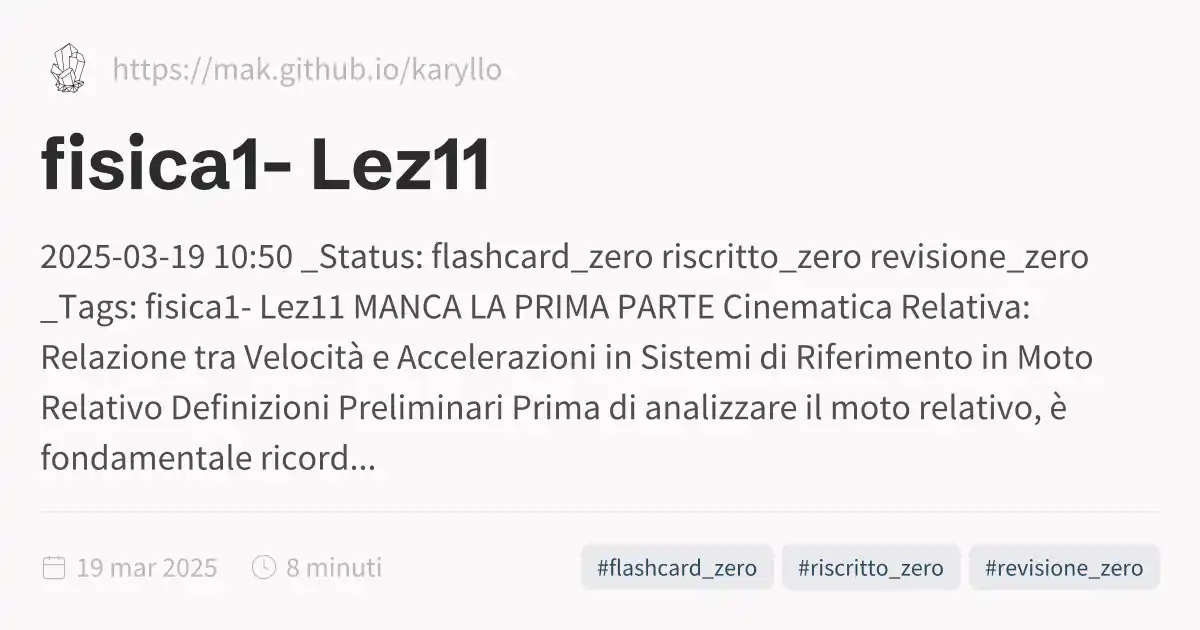 https://mak.github.io/karyllo
fisica1- Lez11
2025-03-19 10:50 _Status: flashcard_zero riscritto_zero revisione_zero
_Tags: fisica1- Lez11 MANCA LA PRIMA PARTE Cinematica Relativa:
Relazione tra Velocità e Accelerazioni in Sistemi di Riferimento in Moto
Relativo Definizioni Preliminari Prima di analizzare il moto relativo, è
fondamentale ricord...
19 mar 2025 8 minuti #flashcard_zero #riscritto_zero #revisione_zero